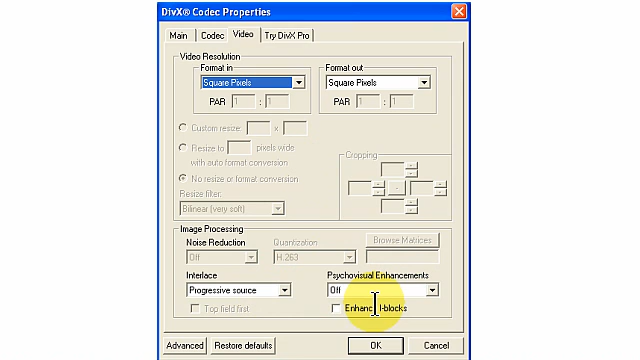 DivX® Codec Properties
Main Codec Video Try DivX Pro
Video Resolution
Format in Format out
Square Pixels Square Pixels
PAR 1 : 1 PAR 1 : 1
Custom resize: x
Resize to pixels wide
with auto format conversion
Cropping
No resize or format conversion
Resize filter:
Bilinear (very soft)
Image Processing
Noise Reduction Quantization Browse Matrices
Off H.263
Interlace Psychovisual Enhancements
Progressive source Off
Top field first I-blocks
Advanced Restore defaults OK Cancel